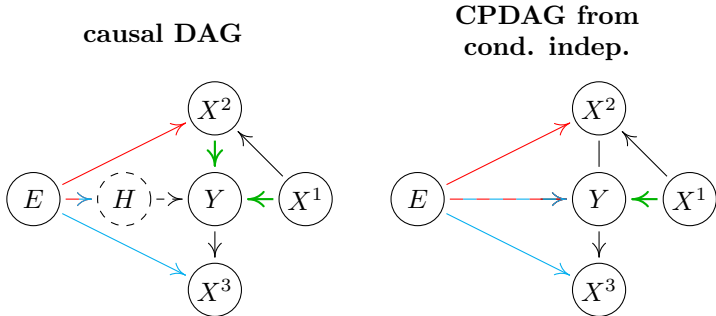 causal DAG
CPDAG from
cond. indep.
X²
X²
E
H
Y
X¹
E
Y
X¹
X³
X³